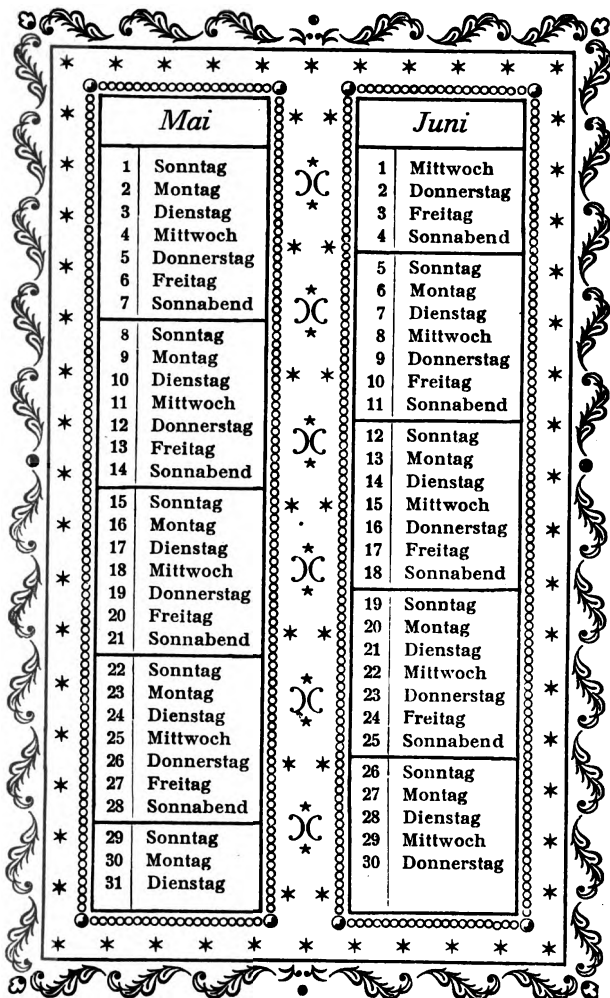 Mai
1 Sonntag
2 Montag
3 Dienstag
4 Mittwoch
5 Donnerstag
6 Freitag
7 Sonnabend
8 Sonntag
9 Montag
10 Dienstag
11 Mittwoch
12 Donnerstag
13 Freitag
14 Sonnabend
15 Sonntag
16 Montag
17 Dienstag
18 Mittwoch
19 Donnerstag
20 Freitag
21 Sonnabend
22 Sonntag
23 Montag
24 Dienstag
25 Mittwoch
26 Donnerstag
27 Freitag
28 Sonnabend
29 Sonntag
30 Montag
31 Dienstag
Juni
1 Mittwoch
2 Donnerstag
3 Freitag
4 Sonnabend
5 Sonntag
6 Montag
7 Dienstag
8 Mittwoch
9 Donnerstag
10 Freitag
11 Sonnabend
12 Sonntag
13 Montag
14 Dienstag
15 Mittwoch
16 Donnerstag
17 Freitag
18 Sonnabend
19 Sonntag
20 Montag
21 Dienstag
22 Mittwoch
23 Donnerstag
24 Freitag
25 Sonnabend
26 Sonntag
27 Montag
28 Dienstag
29 Mittwoch
30 Donnerstag